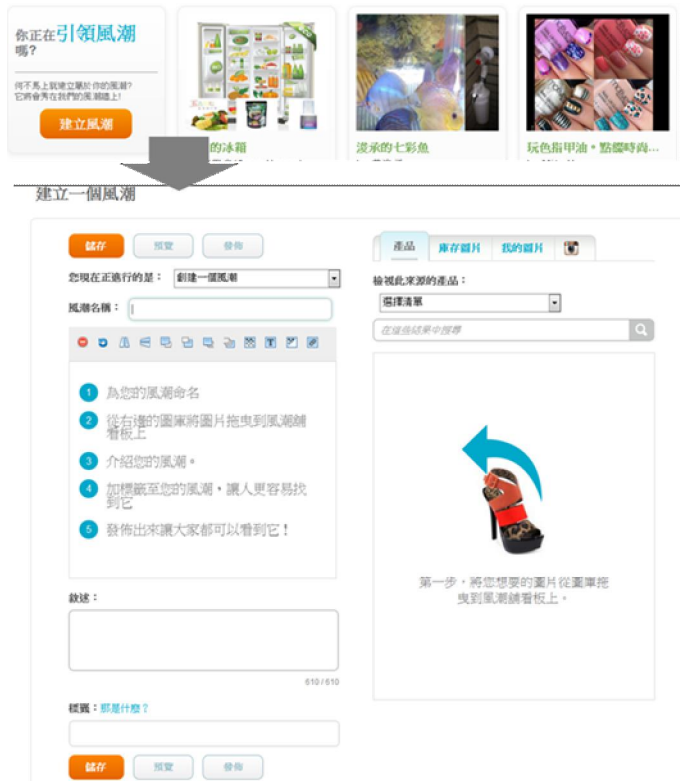 你正在引領風潮
嗎?
何不馬上就建立屬於你的風潮?
它將會秀在我們的風潮牆上!
建立風潮
的冰箱
漫承的七彩魚
玩色指甲油。點綴時尚...
建立一個風潮
儲存 預覽 發佈
您現在正進行的是： 創建一個風潮
風潮名稱：
1 為您的風潮命名
2 從右邊的圖庫將圖片拖曳到風潮舖
看板上
3 介紹您的風潮。
4 加標籤至您的風潮，讓人更容易找
到它
5 發佈出來讓大家都可以看到它！
敘述：
610 / 610
標籤：那是什麼？
儲存 預覽 發佈
產品 庫存圖片 我的圖片
檢視此來源的產品：
選擇清單
在這些結果中搜尋
第一步，將您想要的圖片從圖庫拖
曳到風潮舖看板上。